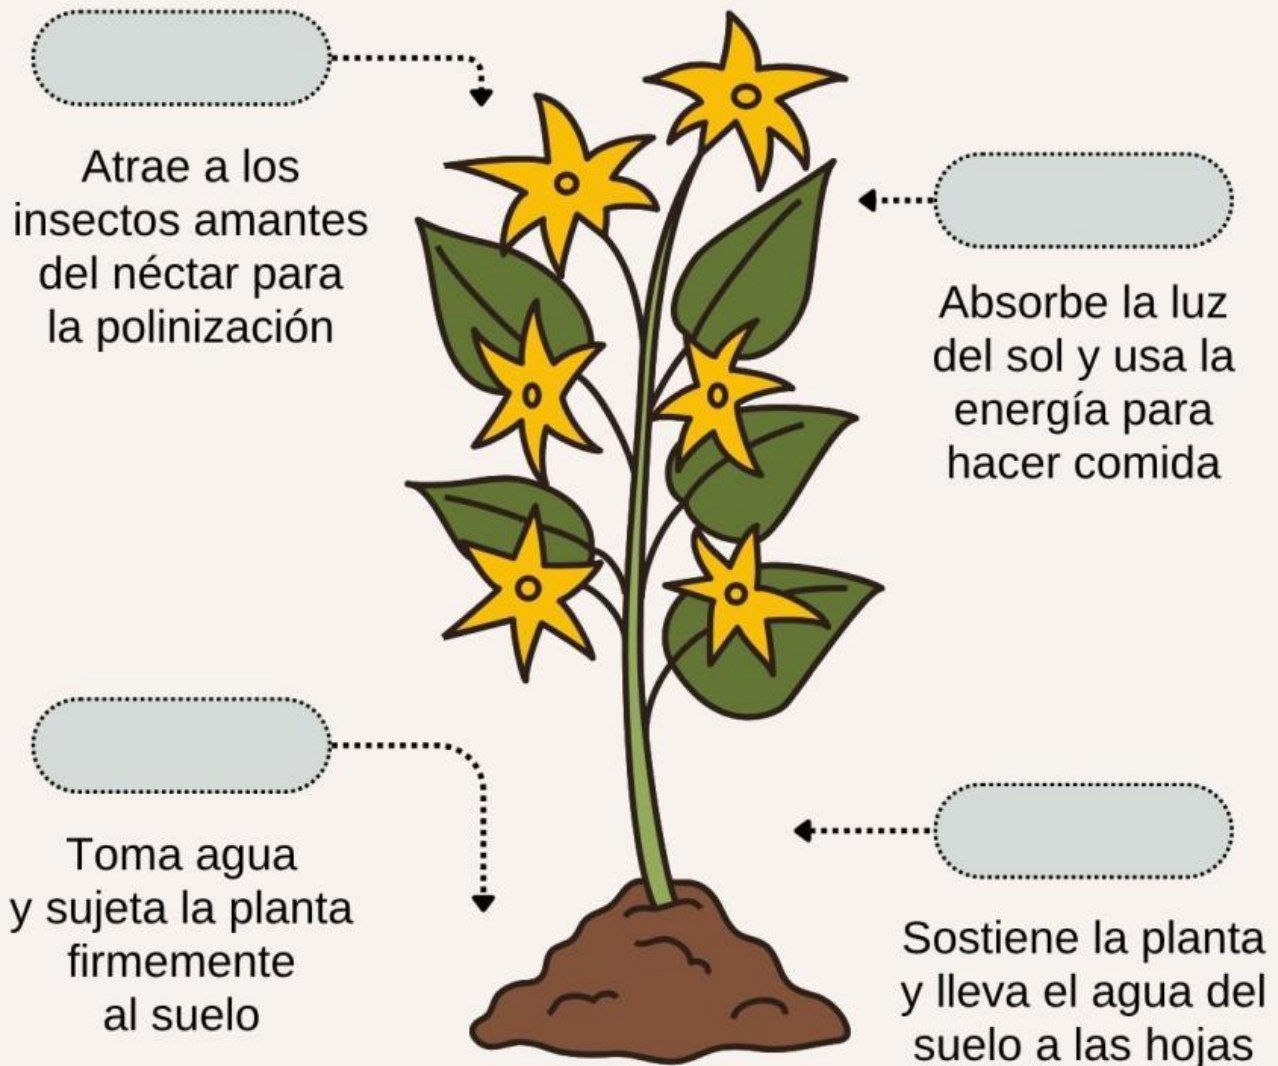 Atrae a los
insectos amantes
del néctar para
la polinización
Absorbe la luz
del sol y usa la
energía para
hacer comida
Toma agua
y sujeta la planta
firmemente
al suelo
Sostiene la planta
y lleva el agua del
suelo a las hojas